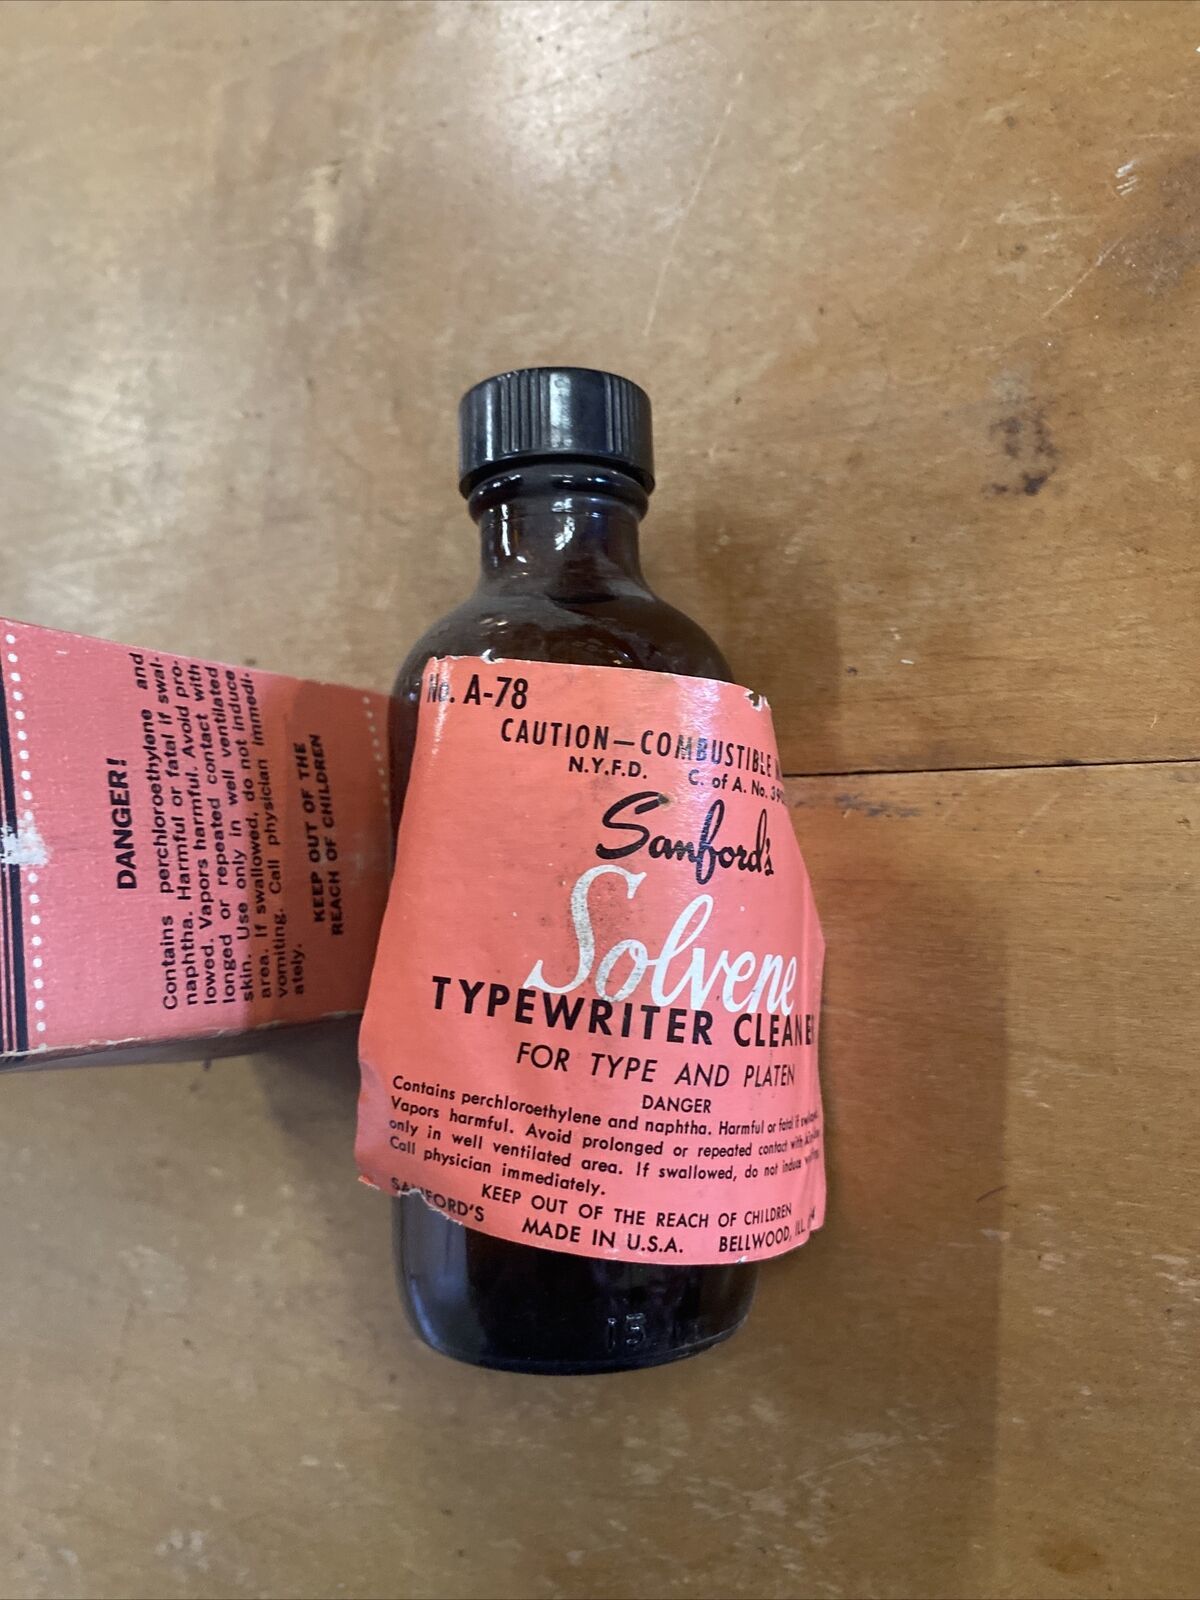 DANGER!
Contains perchloroethylene and
naphtha. Harmful or fatal if swal-
lowed. Vapors harmful. Avoid pro-
longed or repeated contact with
skin. Use only in well ventilated
area. If swallowed, do not induce
vomiting. Call physician immedi-
ately.
KEEP OUT OF THE
REACH OF CHILDREN
No. A-78
CAUTION—COMBUSTIBLE
N.Y.F.D. C. of A. No.
Sanford's
Solvene
TYPEWRITER CLEANER
FOR TYPE AND PLATEN
DANGER
Contains perchloroethylene and naphtha. Harmful or fatal if
Vapors harmful. Avoid prolonged or repeated contact with
only in well ventilated area. If swallowed, do not induce
Call physician immediately.
KEEP OUT OF THE REACH OF CHILDREN
SANFORD'S MADE IN U.S.A. BELLWOOD, ILL.
15